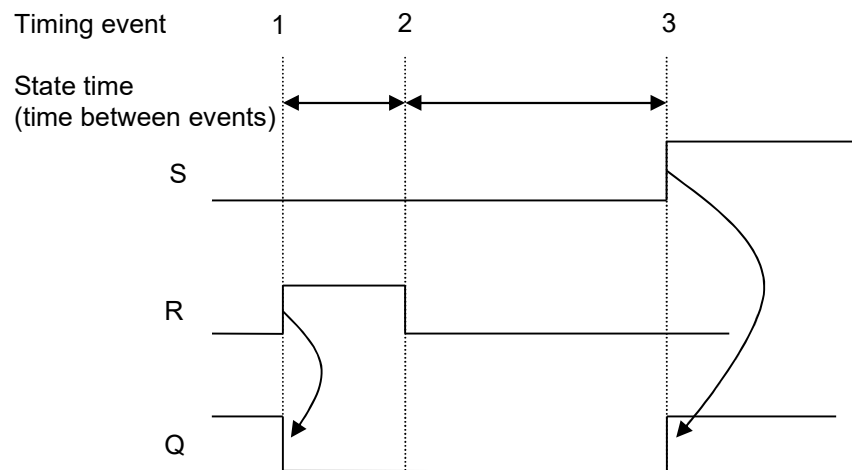 Timing event 1 2 3
State time
(time between events)
S
R
Q